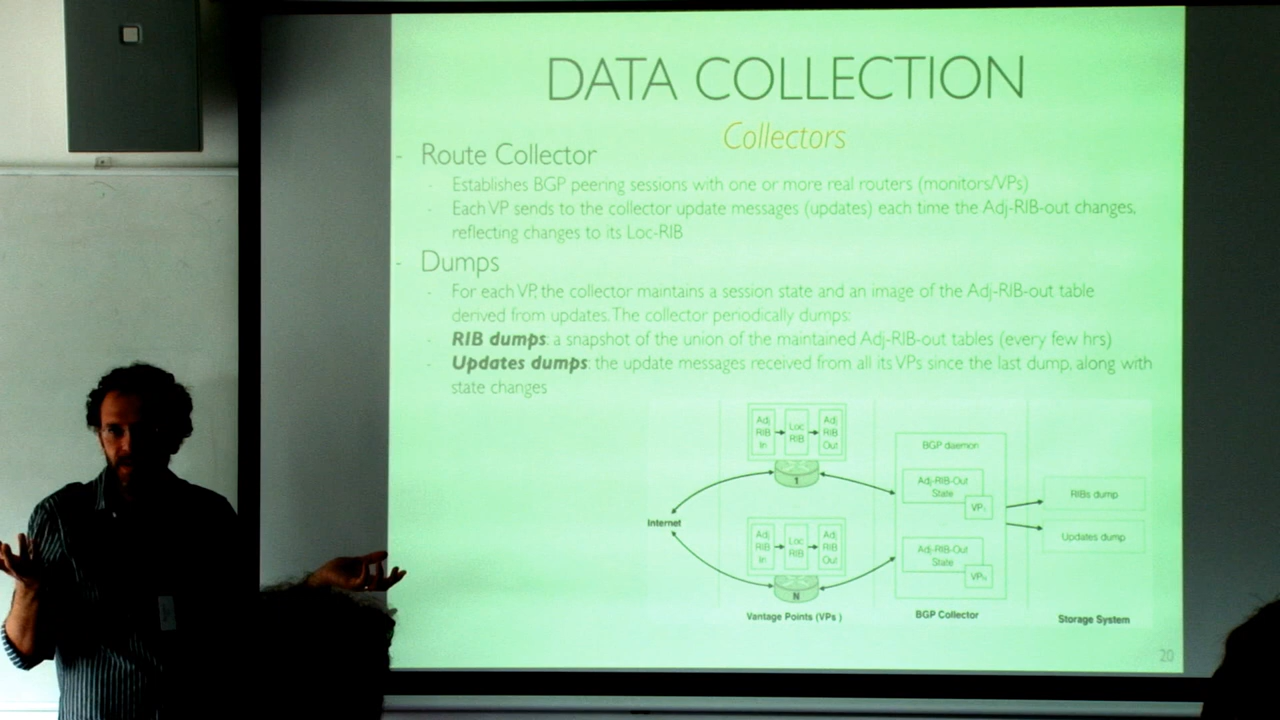 DATA COLLECTION
Collectors
- Route Collector
- Establishes BGP peering sessions with one or more real routers (monitors/VPs)
- Each VP sends to the collector update messages (updates) each time the Adj-RIB-out changes,
reflecting changes to its Loc-RIB
- Dumps
- For each VP, the collector maintains a session state and an image of the Adj-RIB-out table
derived from updates. The collector periodically dumps:
- RIB dumps: a snapshot of the union of the maintained Adj-RIB-out tables (every few hrs)
- Updates dumps: the update messages received from all its VPs since the last dump, along with
state changes
Adj
RIB
In
Loc
RIB
Adj
RIB
Out
1
Internet
Adj
RIB
In
Loc
RIB
Adj
RIB
Out
N
Vantage Points (VPs )
BGP daemon
Adj-RIB-Out
State
VP1
Adj-RIB-Out
State
VPN
BGP Collector
RIBs dump
Updates dump
Storage System
20